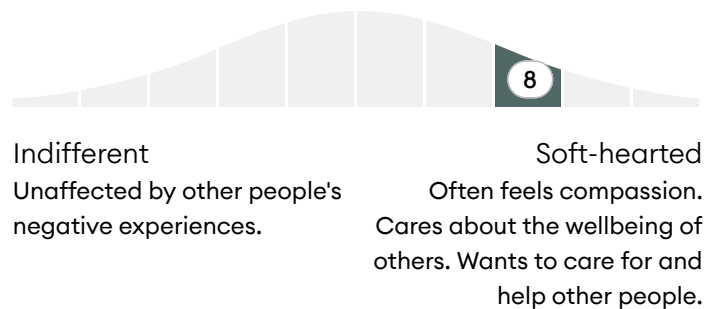 8
Indifferent
Unaffected by other people's
negative experiences.
Soft-hearted
Often feels compassion.
Cares about the wellbeing of
others. Wants to care for and
help other people.